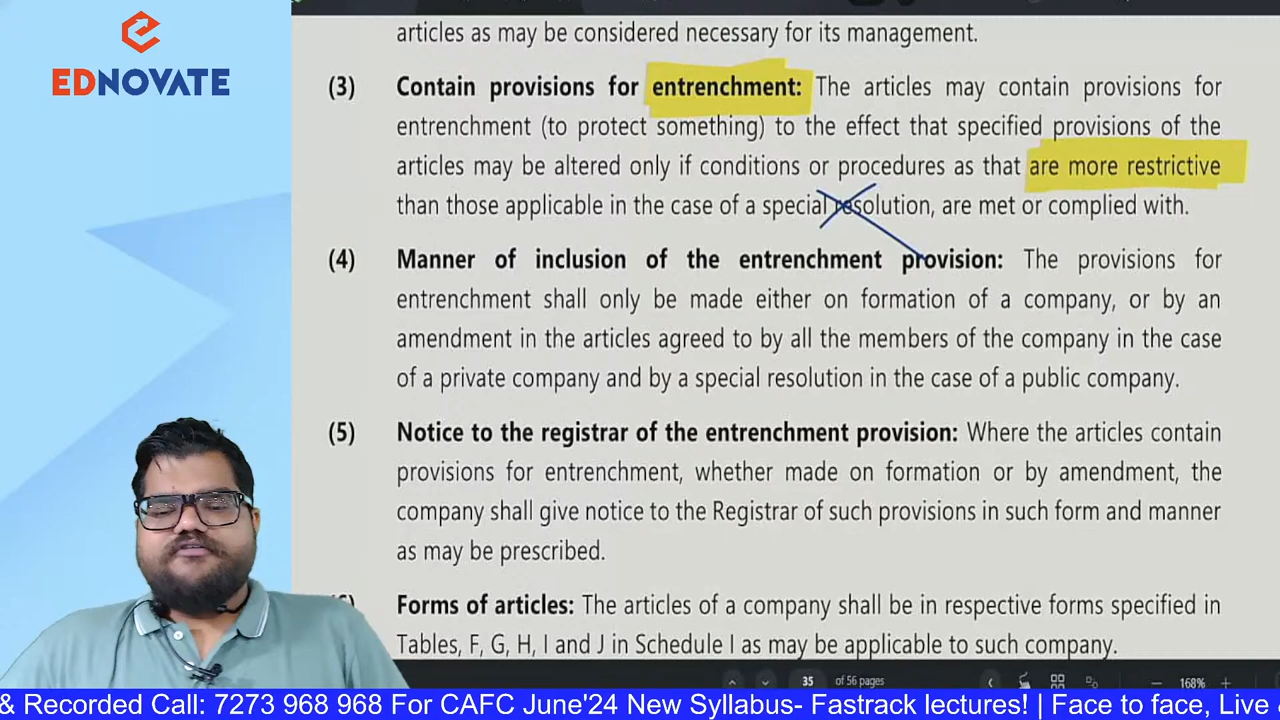 EDNOVATE
articles as may be considered necessary for its management.
(3) Contain provisions for entrenchment: The articles may contain provisions for
entrenchment (to protect something) to the effect that specified provisions of the
articles may be altered only if conditions or procedures as that are more restrictive
than those applicable in the case of a special resolution, are met or complied with.
(4) Manner of inclusion of the entrenchment provision: The provisions for
entrenchment shall only be made either on formation of a company, or by an
amendment in the articles agreed to by all the members of the company in the case
of a private company and by a special resolution in the case of a public company.
(5) Notice to the registrar of the entrenchment provision: Where the articles contain
provisions for entrenchment, whether made on formation or by amendment, the
company shall give notice to the Registrar of such provisions in such form and manner
as may be prescribed.
Forms of articles: The articles of a company shall be in respective forms specified in
Tables, F, G, H, I and J in Schedule I as may be applicable to such company.
35 of 56 pages 168%
& Recorded Call: 7273 968 968 For CAFC June'24 New Syllabus- Fastrack lectures! | Face to face, Live